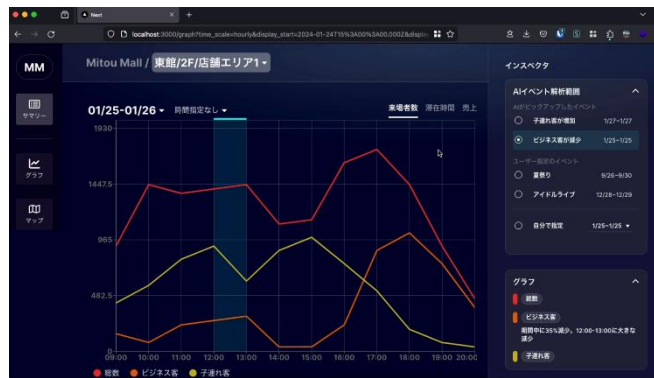 Next
localhost:3000/graph?time_scale=hourly&display_start=2024-01-24T15%3A00%3A00.000Z&displa
MM
Mitou Mall / 東館/2F/店舗エリア1
サマリー
グラフ
マップ
01/25-01/26 時間指定なし
来場者数 滞在時間 売上
1930
1447.5
965
482.5
0
09:00 10:00 11:00 12:00 13:00 14:00 15:00 16:00 17:00 18:00 19:00 20:00
総数 ビジネス客 子連れ客
インスペクタ
AIイベント解析範囲
AIがピックアップしたイベント
子連れ客が増加 1/27~1/27
ビジネス客が減少 1/25~1/25
ユーザー指定のイベント
夏祭り 9/26~9/30
アイドルライブ 12/28~12/29
自分で指定 1/25~1/25
グラフ
総数
ビジネス客
期間中に35%減少。12:00-13:00に大きな
減少
子連れ客